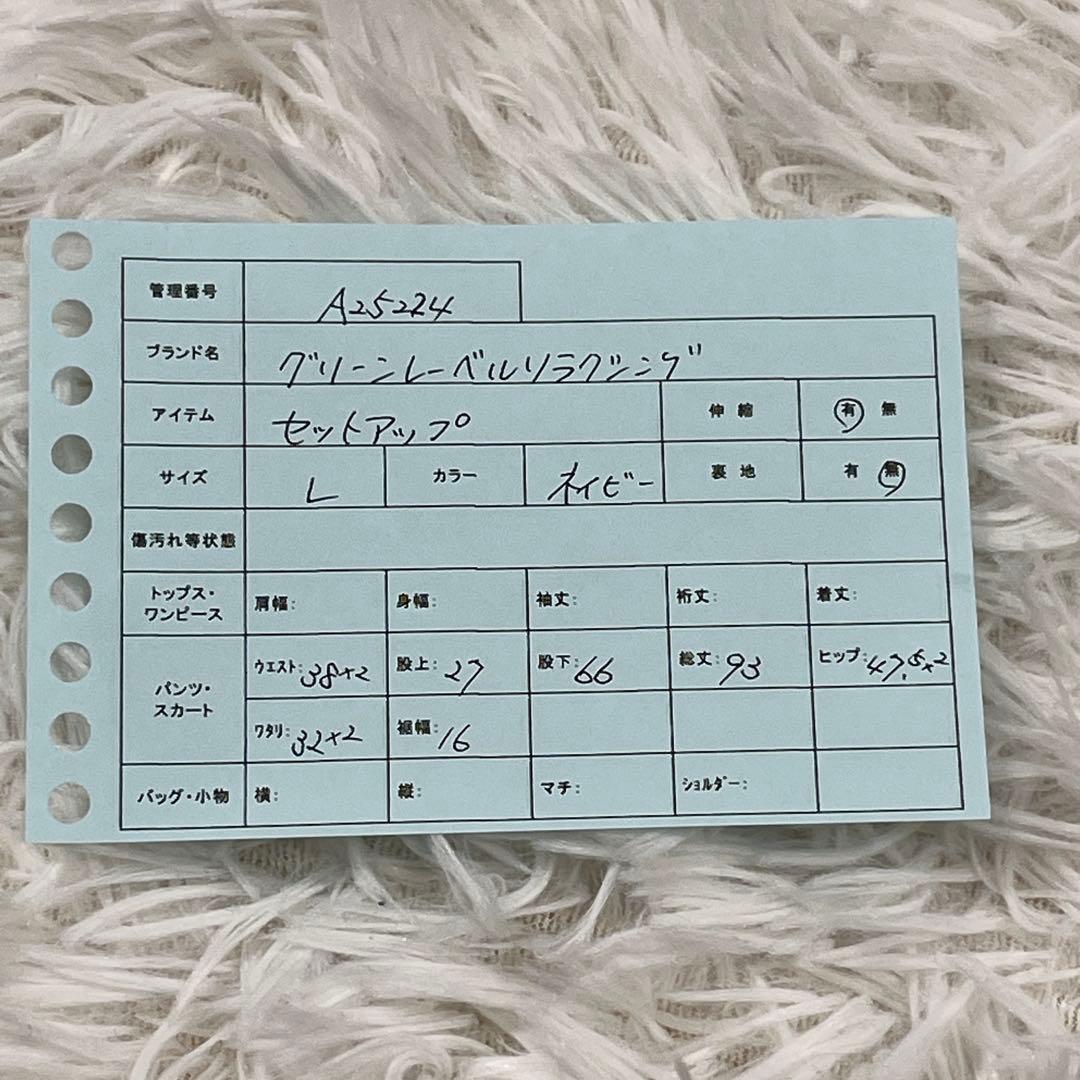 管理番号 A25224
ブランド名 グリーンレーベルリラクシング
アイテム セットアップ 伸縮 有 無
サイズ L カラー ネイビー 裏地 有 無
傷汚れ等状態
トップス・ワンピース 肩幅: 身幅: 袖丈: 裄丈: 着丈:
パンツ・スカート ウエスト:38×2 股上:27 股下:66 総丈:93 ヒップ:47.5×2
ワタリ:32×2 裾幅:16
バッグ・小物 横: 縦: マチ: ショルダー: